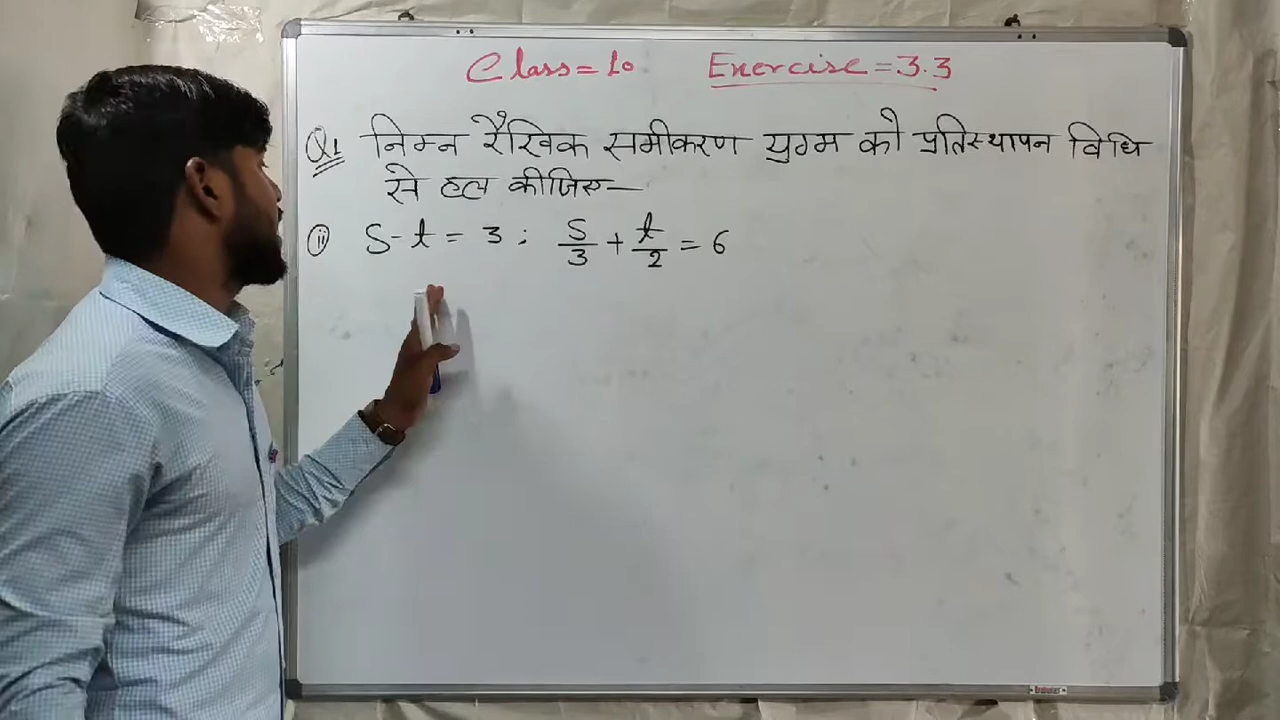 Class = 10 Exercise = 3.3
Q1 निम्न रैखिक समीकरण युग्म को प्रतिस्थापन विधि
से हल कीजिए—
(ii) S - t = 3 ; S/3 + t/2 = 6